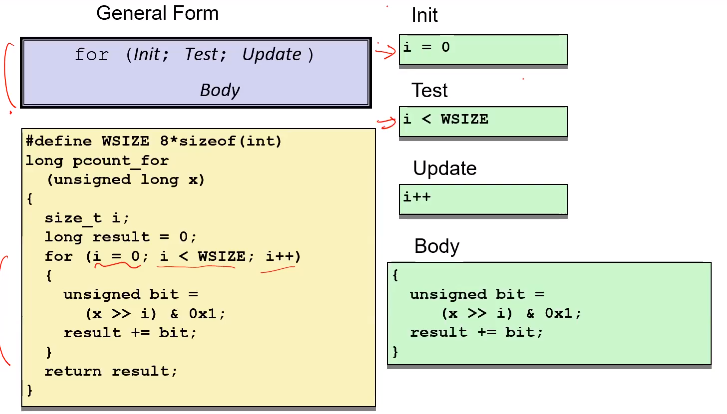 General Form
for (Init; Test; Update )
Body
#define WSIZE 8*sizeof(int)
long pcount_for
(unsigned long x)
{
size_t i;
long result = 0;
for (i = 0; i < WSIZE; i++)
{
unsigned bit =
(x >> i) & 0x1;
result += bit;
}
return result;
}
Init
i = 0
Test
i < WSIZE
Update
i++
Body
{
unsigned bit =
(x >> i) & 0x1;
result += bit;
}